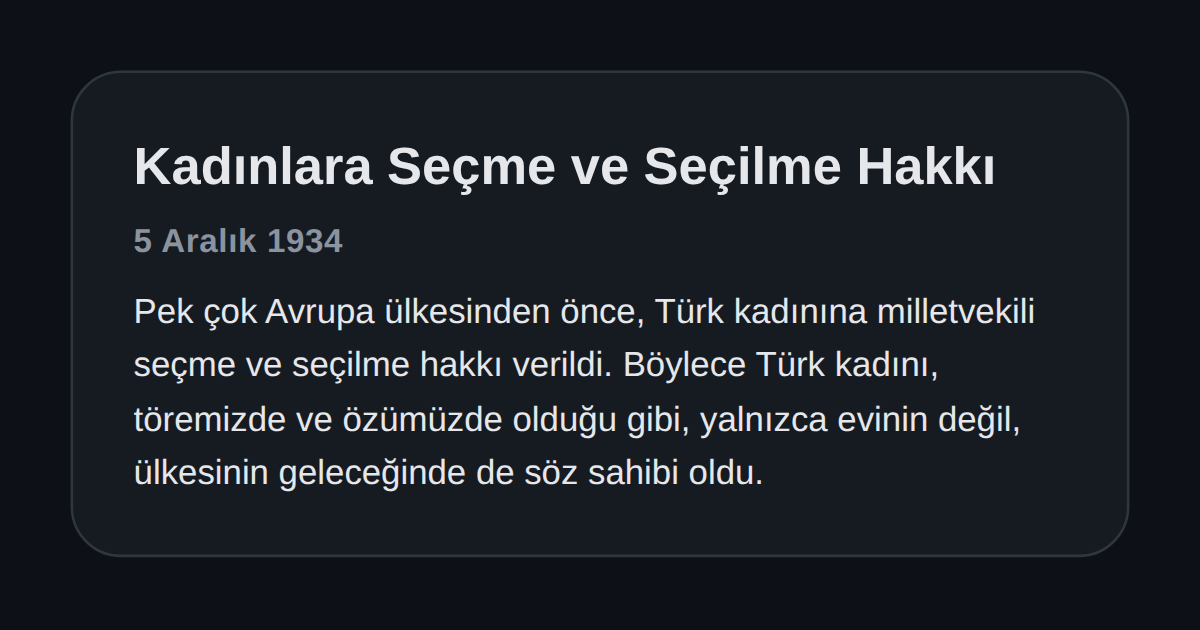 Kadınlara Seçme ve Seçilme Hakkı
5 Aralık 1934
Pek çok Avrupa ülkesinden önce, Türk kadınına milletvekili
seçme ve seçilme hakkı verildi. Böylece Türk kadını,
töremizde ve özümüzde olduğu gibi, yalnızca evinin değil,
ülkesinin geleceğinde de söz sahibi oldu.